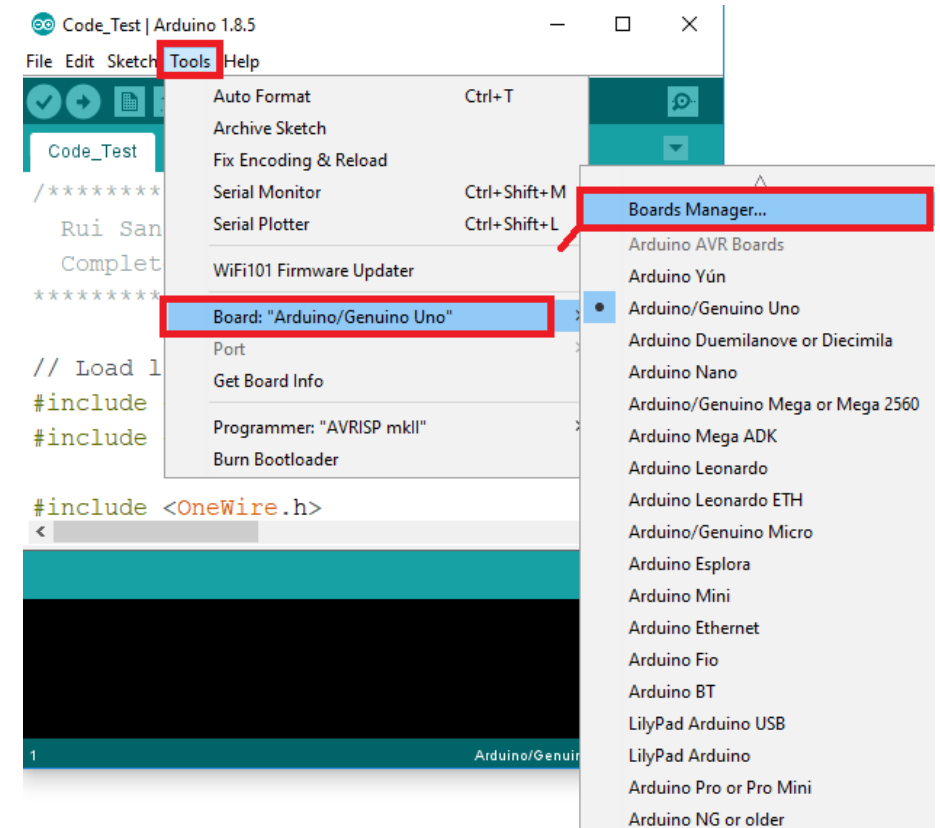 Code_Test | Arduino 1.8.5
File Edit Sketch Tools Help
Auto Format Ctrl+T
Archive Sketch
Fix Encoding & Reload
Serial Monitor Ctrl+Shift+M
Serial Plotter Ctrl+Shift+L
WiFi101 Firmware Updater
Board: "Arduino/Genuino Uno"
Port
Get Board Info
Programmer: "AVRISP mkII"
Burn Bootloader
Code_Test
/********
Rui San
Complet
*********
// Load l
#include
#include
#include <OneWire.h>
1 Arduino/Genuin
Boards Manager...
Arduino AVR Boards
Arduino Yún
Arduino/Genuino Uno
Arduino Duemilanove or Diecimila
Arduino Nano
Arduino/Genuino Mega or Mega 2560
Arduino Mega ADK
Arduino Leonardo
Arduino Leonardo ETH
Arduino/Genuino Micro
Arduino Esplora
Arduino Mini
Arduino Ethernet
Arduino Fio
Arduino BT
LilyPad Arduino USB
LilyPad Arduino
Arduino Pro or Pro Mini
Arduino NG or older